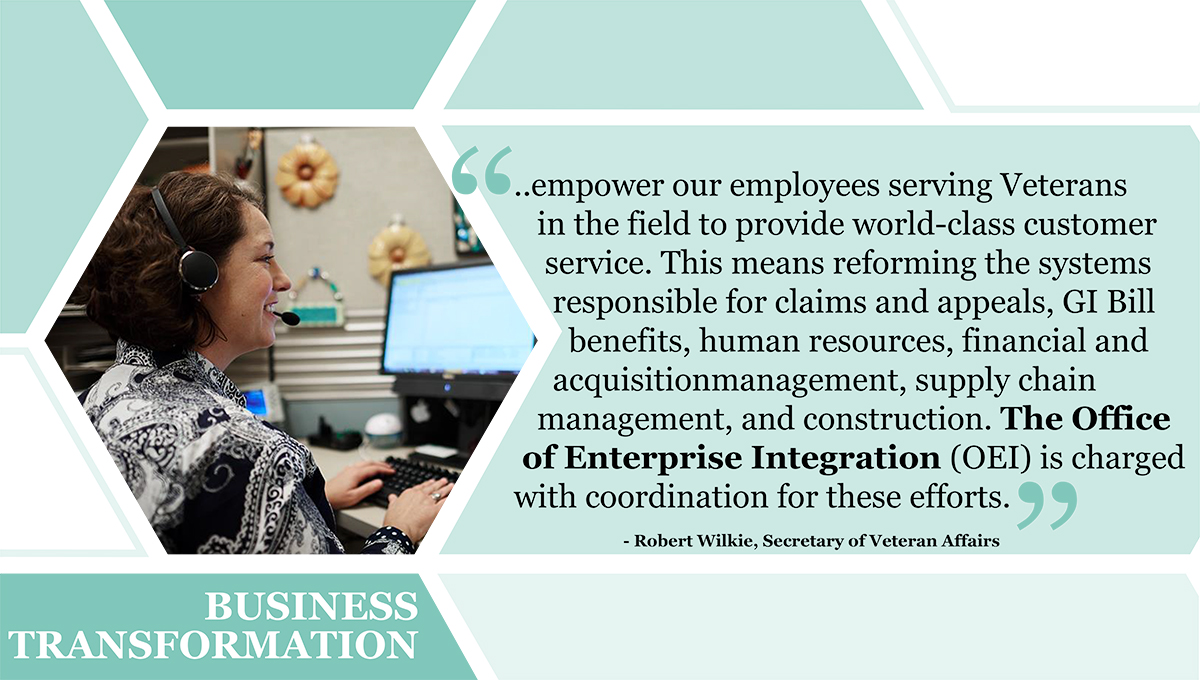 “..empower our employees serving Veterans
in the field to provide world-class customer
service. This means reforming the systems
responsible for claims and appeals, GI Bill
benefits, human resources, financial and
acquisitionmanagement, supply chain
management, and construction. The Office
of Enterprise Integration (OEI) is charged
with coordination for these efforts.”
- Robert Wilkie, Secretary of Veteran Affairs
BUSINESS
TRANSFORMATION